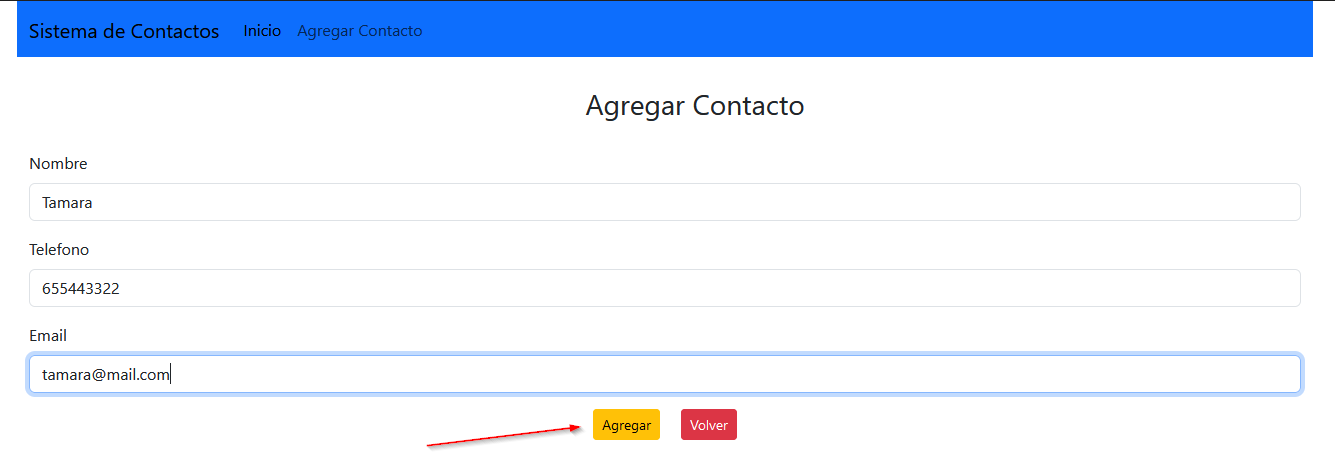 Sistema de Contactos Inicio Agregar Contacto
Agregar Contacto
Nombre
Tamara
Telefono
655443322
Email
tamara@mail.com
Agregar Volver